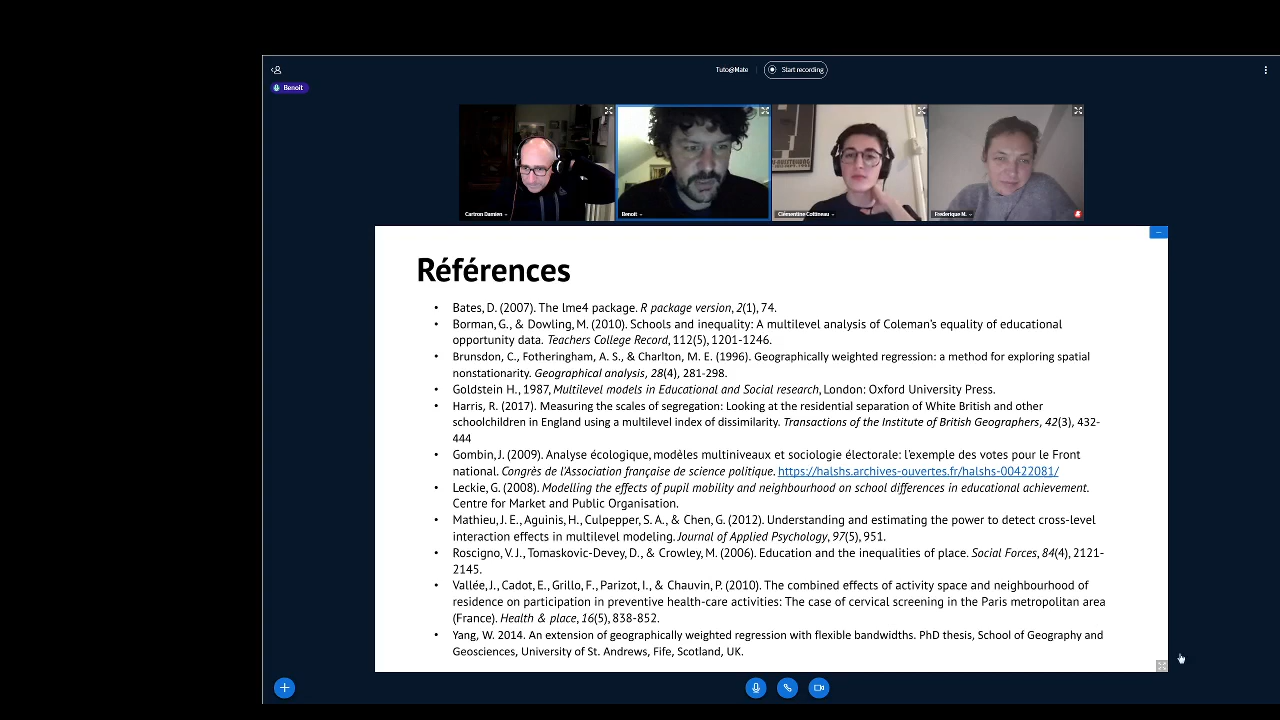 Tuto@Mate
Start recording
Benoit
Cartron Damien
Benoit
Clémentine Cottineau
Frederique M.
Références
• Bates, D. (2007). The lme4 package. R package version, 2(1), 74.
• Borman, G., & Dowling, M. (2010). Schools and inequality: A multilevel analysis of Coleman's equality of educational
opportunity data. Teachers College Record, 112(5), 1201-1246.
• Brunsdon, C., Fotheringham, A. S., & Charlton, M. E. (1996). Geographically weighted regression: a method for exploring spatial
nonstationarity. Geographical analysis, 28(4), 281-298.
• Goldstein H., 1987, Multilevel models in Educational and Social research, London: Oxford University Press.
• Harris, R. (2017). Measuring the scales of segregation: Looking at the residential separation of White British and other
schoolchildren in England using a multilevel index of dissimilarity. Transactions of the Institute of British Geographers, 42(3), 432-
444
• Gombin, J. (2009). Analyse écologique, modèles multiniveaux et sociologie électorale: l'exemple des votes pour le Front
national. Congrès de l'Association française de science politique. https://halshs.archives-ouvertes.fr/halshs-00422081/
• Leckie, G. (2008). Modelling the effects of pupil mobility and neighbourhood on school differences in educational achievement.
Centre for Market and Public Organisation.
• Mathieu, J. E., Aguinis, H., Culpepper, S. A., & Chen, G. (2012). Understanding and estimating the power to detect cross-level
interaction effects in multilevel modeling. Journal of Applied Psychology, 97(5), 951.
• Roscigno, V. J., Tomaskovic-Devey, D., & Crowley, M. (2006). Education and the inequalities of place. Social Forces, 84(4), 2121-
2145.
• Vallée, J., Cadot, E., Grillo, F., Parizot, I., & Chauvin, P. (2010). The combined effects of activity space and neighbourhood of
residence on participation in preventive health-care activities: The case of cervical screening in the Paris metropolitan area
(France). Health & place, 16(5), 838-852.
• Yang, W. 2014. An extension of geographically weighted regression with flexible bandwidths. PhD thesis, School of Geography and
Geosciences, University of St. Andrews, Fife, Scotland, UK.